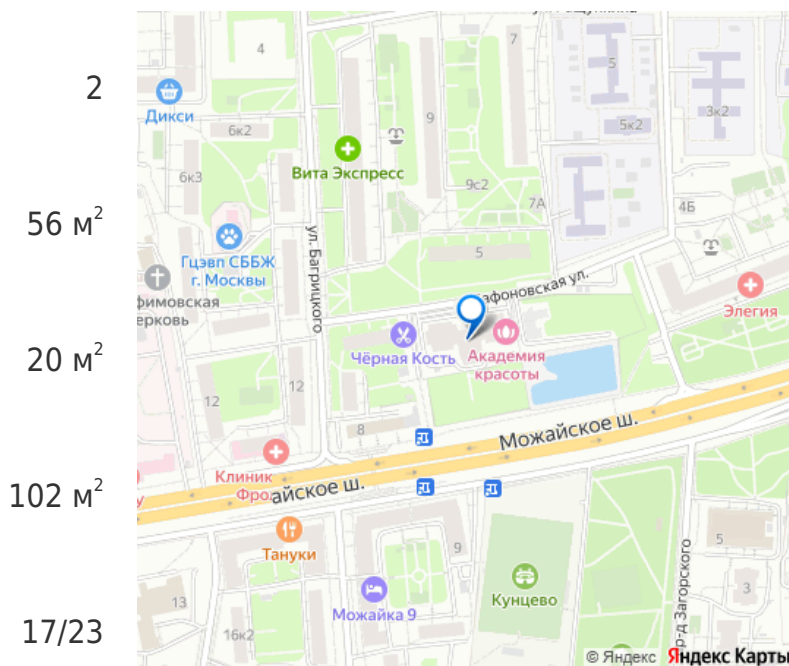 2
56 м²
20 м²
102 м²
17/23
4
7
5
Дикси
6к2
9
5к2
3к2
Вита Экспресс
6к3
9с2
7А
4Б
Гцэвп СББЖ
г. Москвы
ул. Багрицкого
5
афоновская ул.
фимовская
ерковь
Элегия
Чёрная Кость
Академия
красоты
12
12
8
Можайское ш.
Клиник
Фро
айское ш.
Тануки
9
5
Кунцево
р-д Загорского
3
13
Можайка 9
16к2
© Яндекс Яндекс Карты